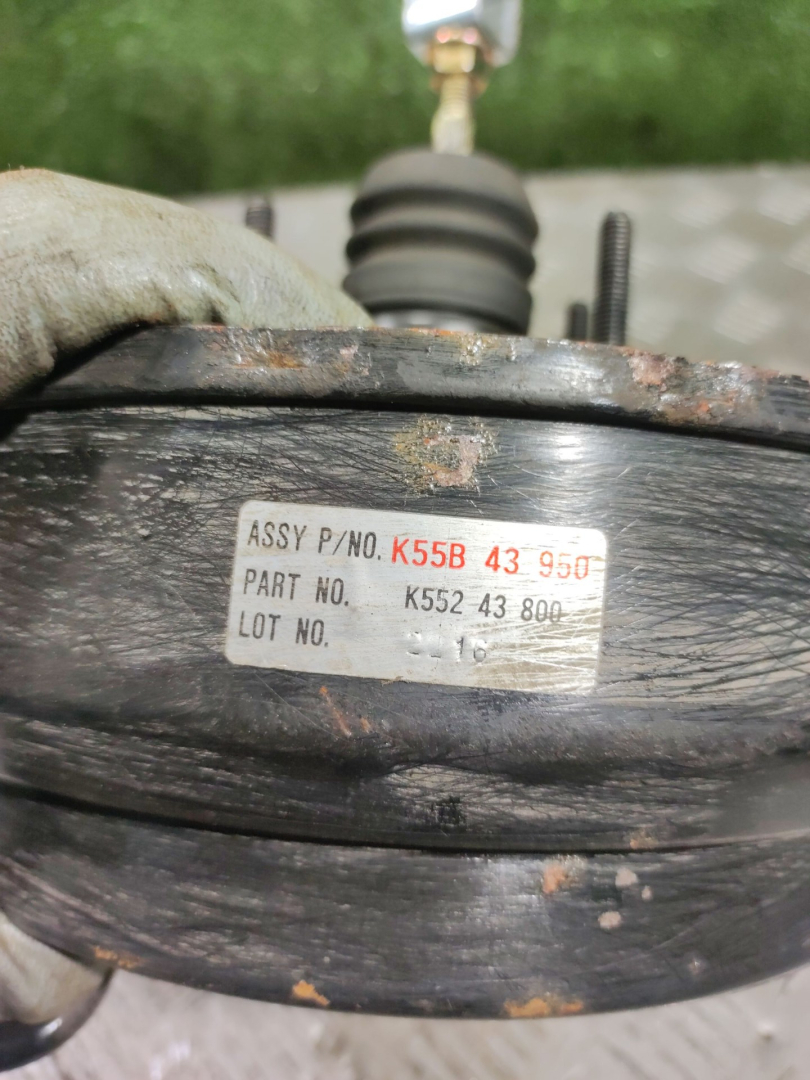 ASSY P/NO. K55B 43 950
PART NO. K552 43 800
LOT NO.